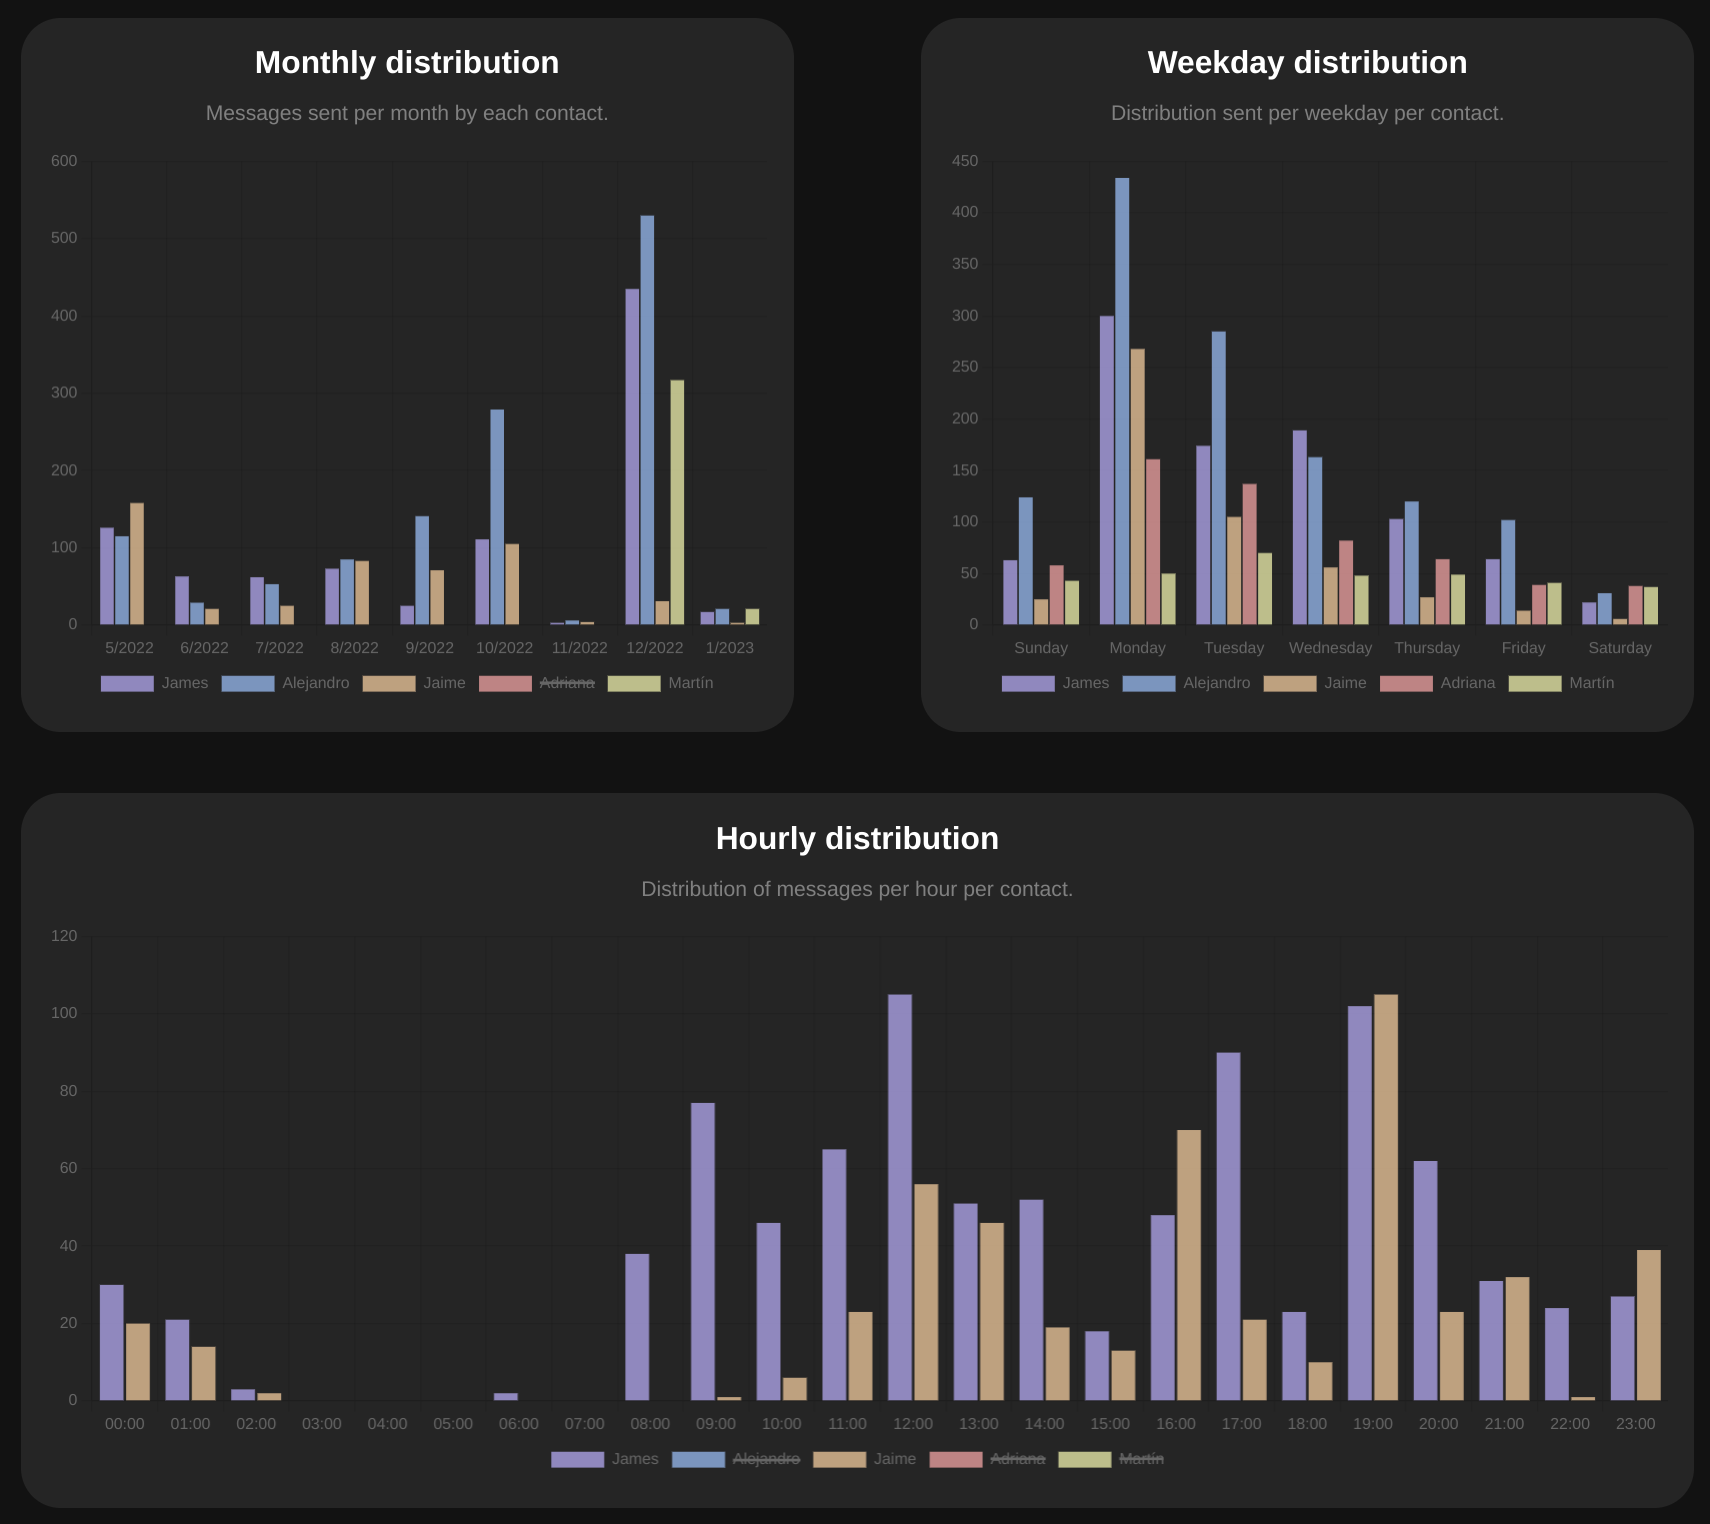 Monthly distribution
Messages sent per month by each contact.
600
500
400
300
200
100
0
5/2022 6/2022 7/2022 8/2022 9/2022 10/2022 11/2022 12/2022 1/2023
James Alejandro Jaime Adriana Martín
Weekday distribution
Distribution sent per weekday per contact.
450
400
350
300
250
200
150
100
50
0
Sunday Monday Tuesday Wednesday Thursday Friday Saturday
James Alejandro Jaime Adriana Martín
Hourly distribution
Distribution of messages per hour per contact.
120
100
80
60
40
20
0
00:00 01:00 02:00 03:00 04:00 05:00 06:00 07:00 08:00 09:00 10:00 11:00 12:00 13:00 14:00 15:00 16:00 17:00 18:00 19:00 20:00 21:00 22:00 23:00
James Alejandro Jaime Adriana Martín